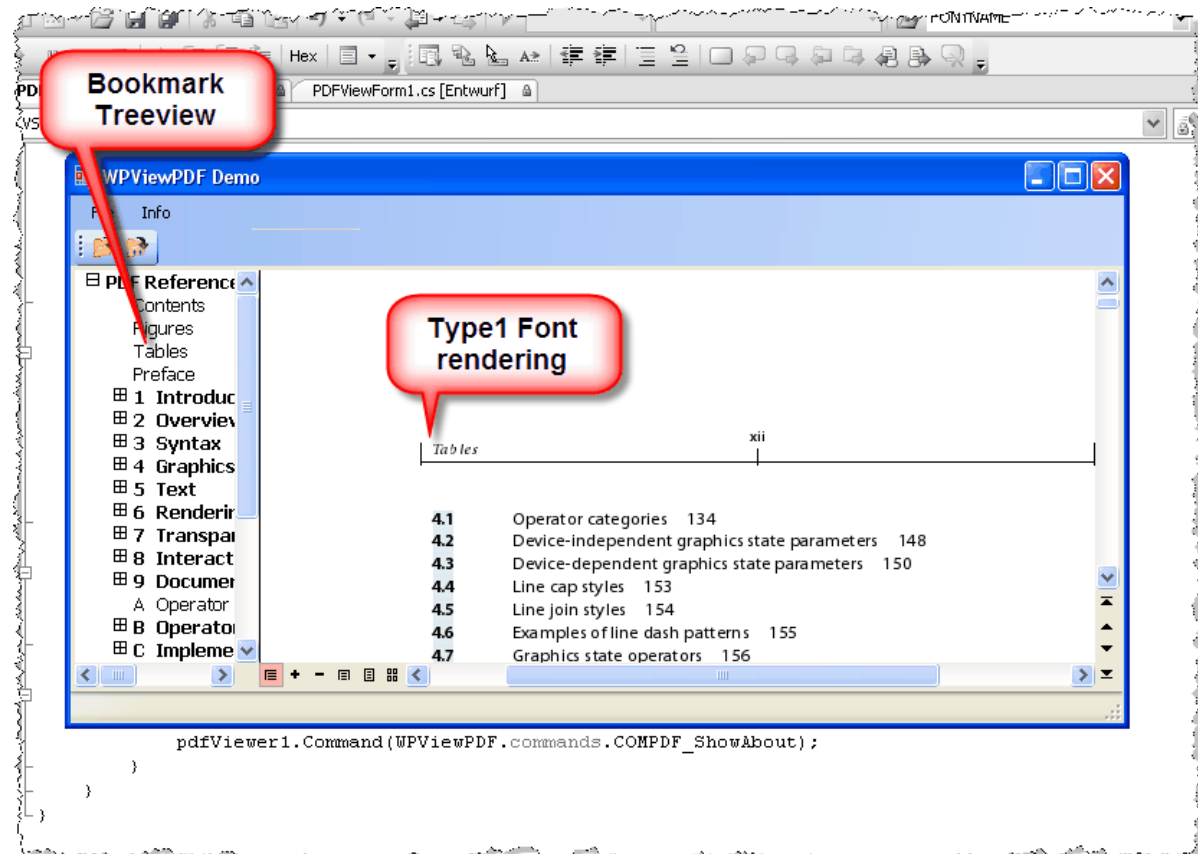 FONTNAME
Hex
PDFViewForm1.cs [Entwurf]
Bookmark
Treeview
WPViewPDF Demo
Info
PDF Reference
Contents
Figures
Tables
Preface
1 Introduc
2 Overview
3 Syntax
4 Graphics
5 Text
6 Renderin
7 Transpar
8 Interact
9 Documen
A Operator
B Operator
C Impleme
Type1 Font
rendering
Tables
xii
4.1 Operator categories 134
4.2 Device-independent graphics state parameters 148
4.3 Device-dependent graphics state parameters 150
4.4 Line cap styles 153
4.5 Line join styles 154
4.6 Examples of line dash patterns 155
4.7 Graphics state operators 156
pdfViewer1.Command(WPViewPDF.commands.COMPDF_ShowAbout);
}
}
}